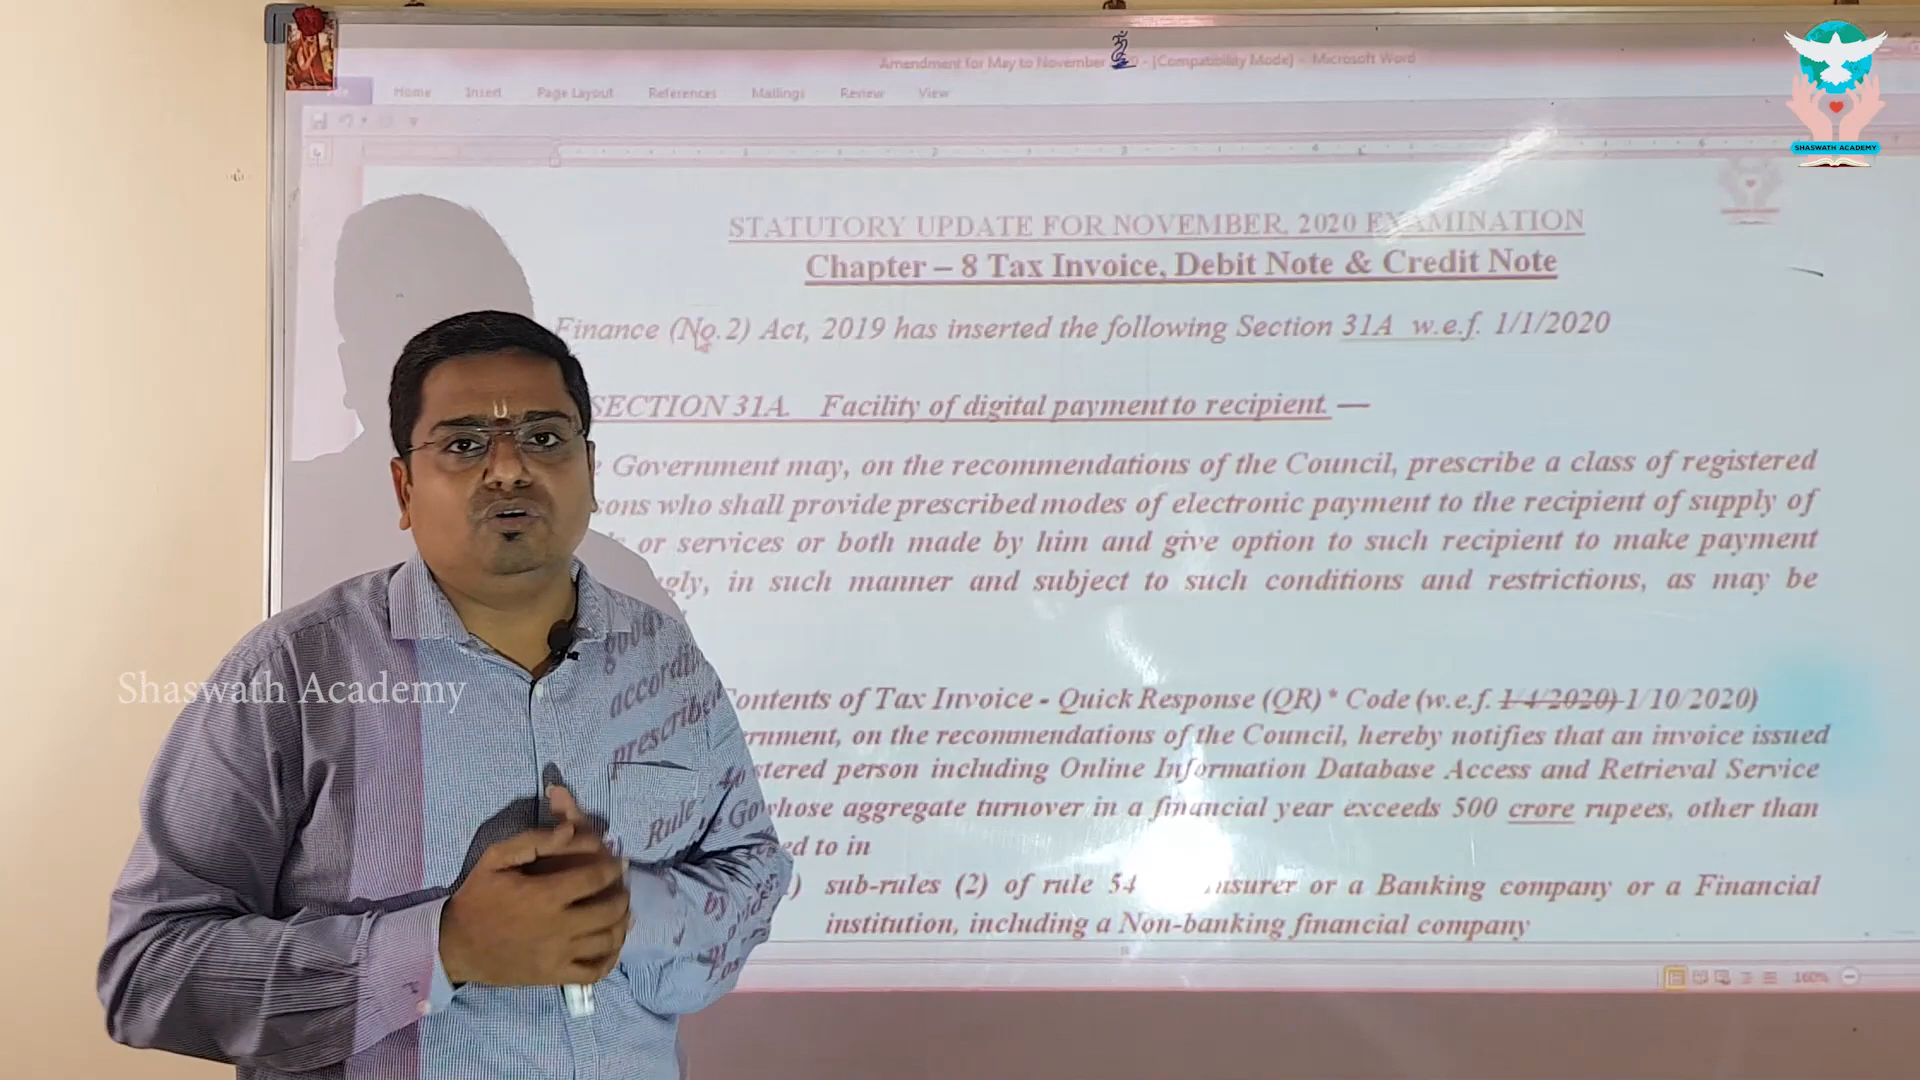 ॐ
Amendment for May to November - [Compatibility Mode] - Microsoft Word
SHASWATH ACADEMY
Home Insert Page Layout References Mailings Review View
STATUTORY UPDATE FOR NOVEMBER, 2020 EXAMINATION
Chapter – 8 Tax Invoice, Debit Note & Credit Note
Finance (No.2) Act, 2019 has inserted the following Section 31A w.e.f. 1/1/2020
SECTION 31A. Facility of digital payment to recipient. —
Government may, on the recommendations of the Council, prescribe a class of registered
sons who shall provide prescribed modes of electronic payment to the recipient of supply of
goods or services or both made by him and give option to such recipient to make payment
accordingly, in such manner and subject to such conditions and restrictions, as may be
prescribed
Shaswath Academy
Rule - 46 Contents of Tax Invoice - Quick Response (QR)* Code (w.e.f. 1/4/2020) 1/10/2020)
Government, on the recommendations of the Council, hereby notifies that an invoice issued
by registered person including Online Information Database Access and Retrieval Service
whose aggregate turnover in a financial year exceeds 500 crore rupees, other than
ed to in
) sub-rules (2) of rule 54 insurer or a Banking company or a Financial
institution, including a Non-banking financial company
160%